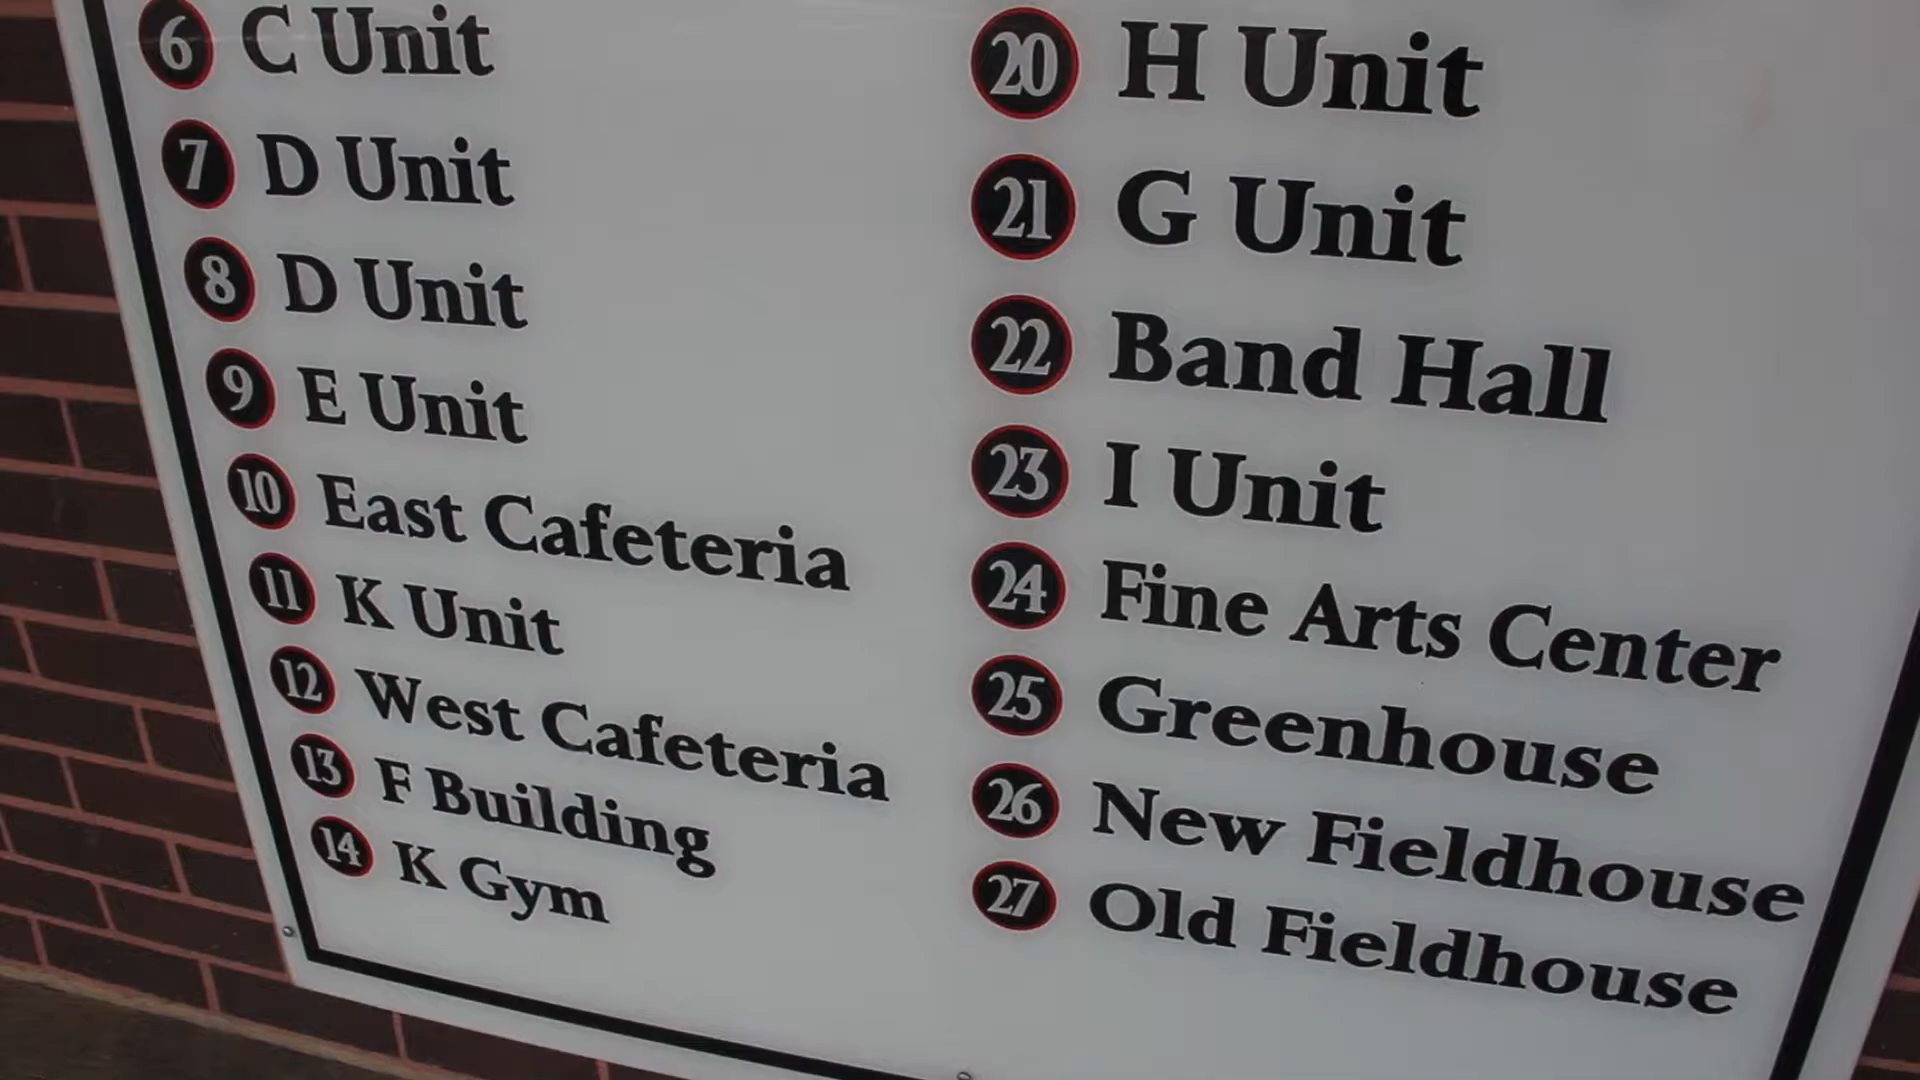 6 C Unit
7 D Unit
8 D Unit
9 E Unit
10 East Cafeteria
11 K Unit
12 West Cafeteria
13 F Building
14 K Gym
20 H Unit
21 G Unit
22 Band Hall
23 I Unit
24 Fine Arts Center
25 Greenhouse
26 New Fieldhouse
27 Old Fieldhouse